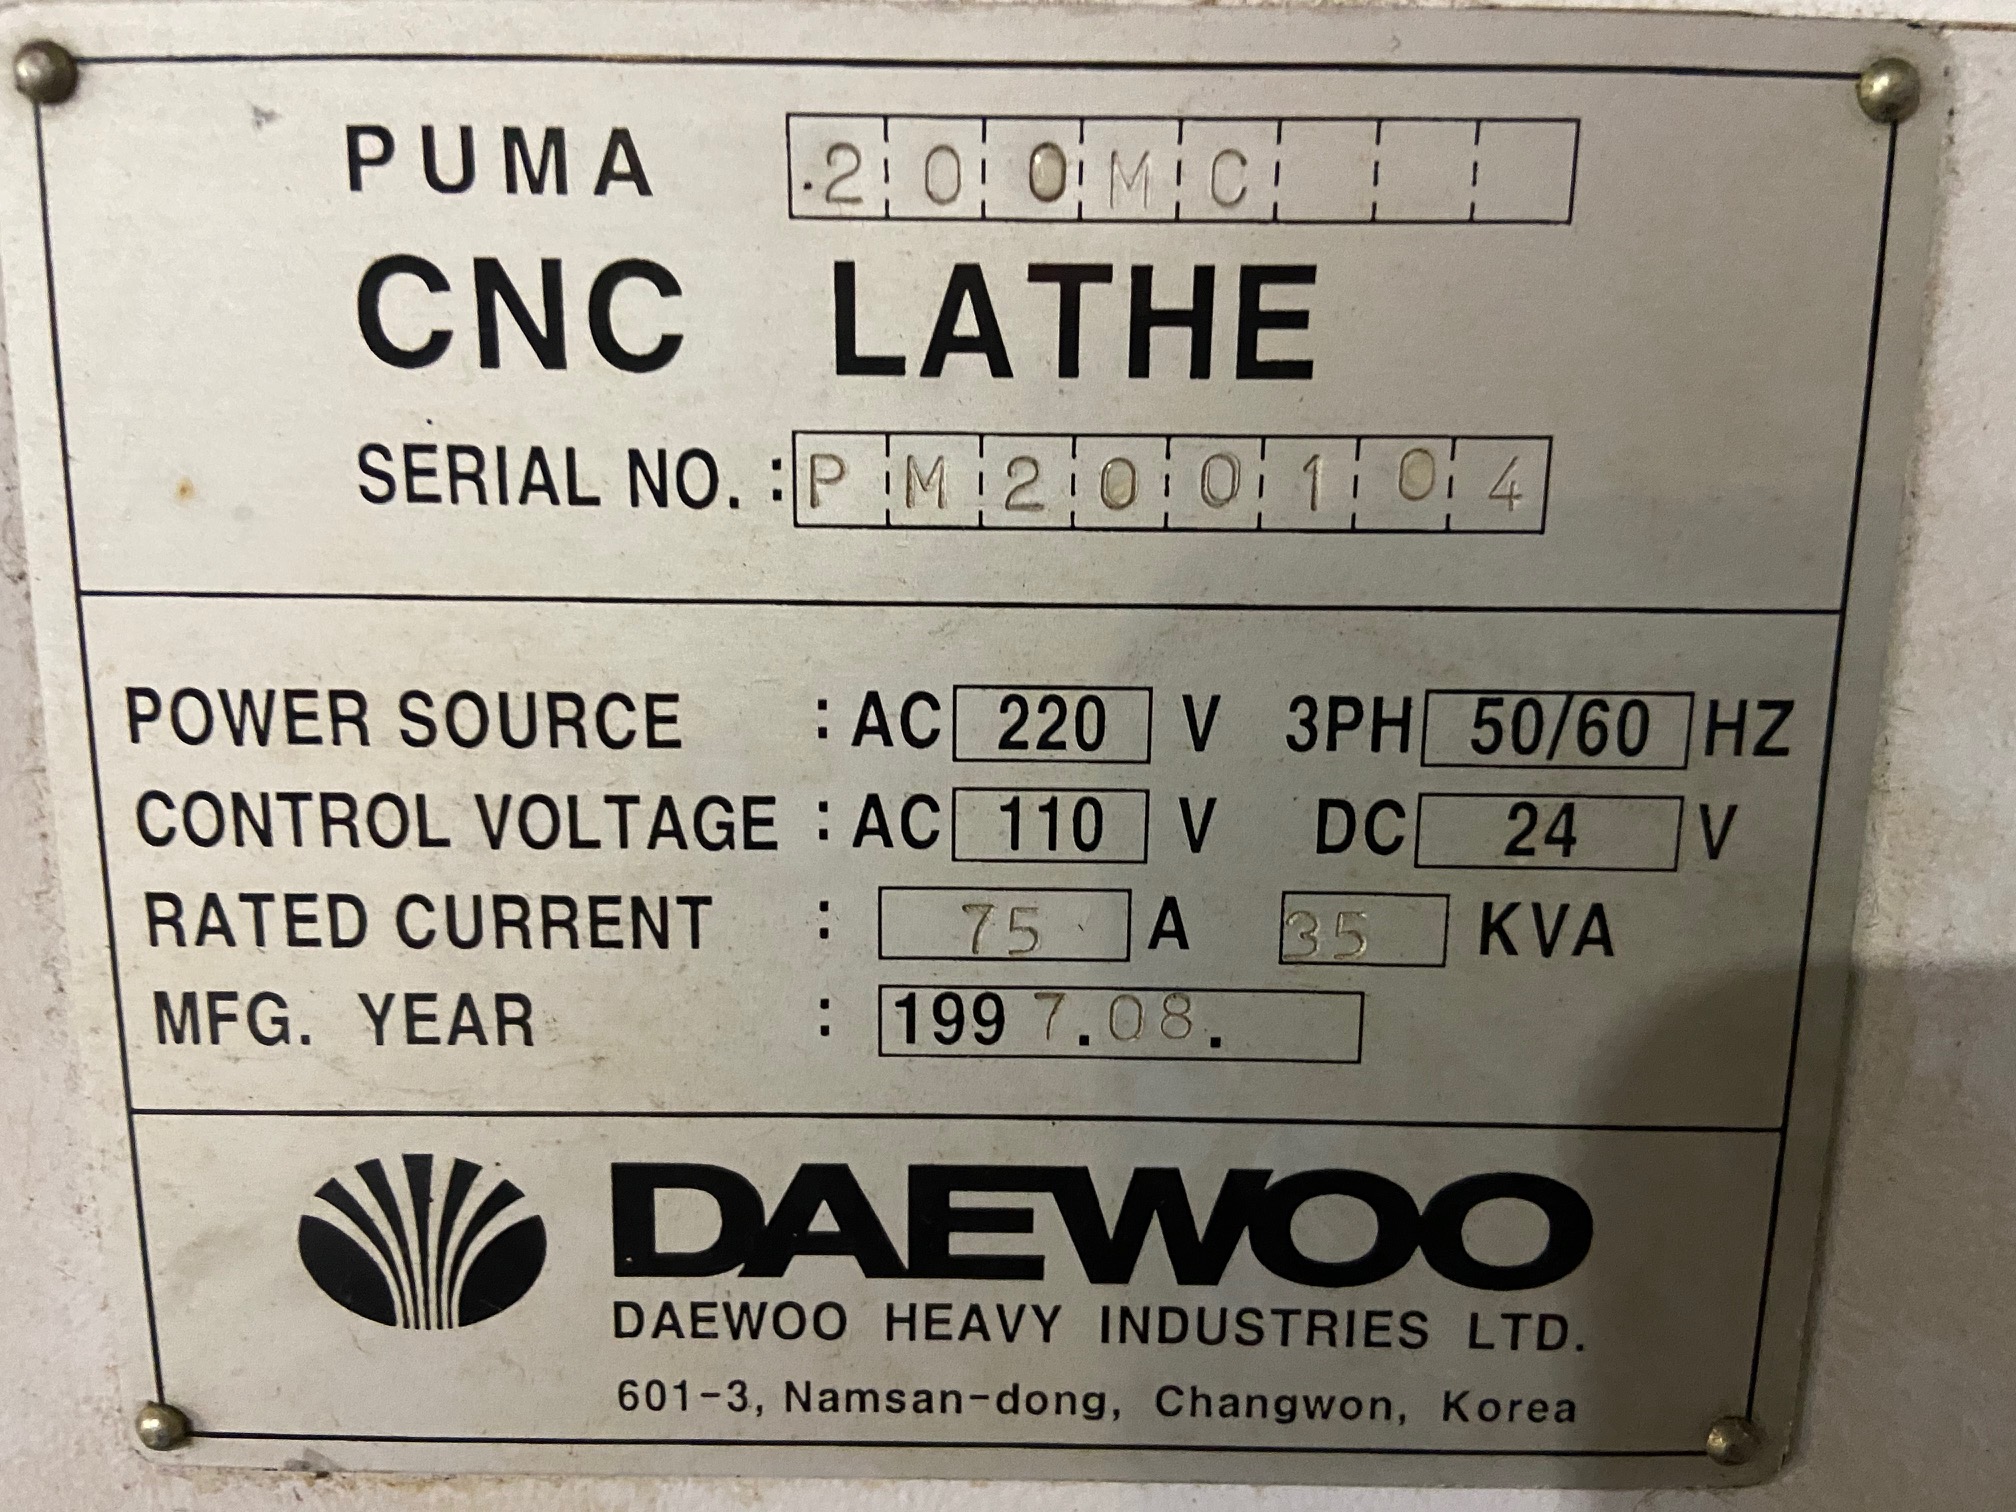 PUMA 200MC
CNC LATHE
SERIAL NO. : PM200104
POWER SOURCE : AC 220 V 3PH 50/60 HZ
CONTROL VOLTAGE : AC 110 V DC 24 V
RATED CURRENT : 75 A 35 KVA
MFG. YEAR : 1997.08.
DAEWOO
DAEWOO HEAVY INDUSTRIES LTD.
601-3, Namsan-dong, Changwon, Korea